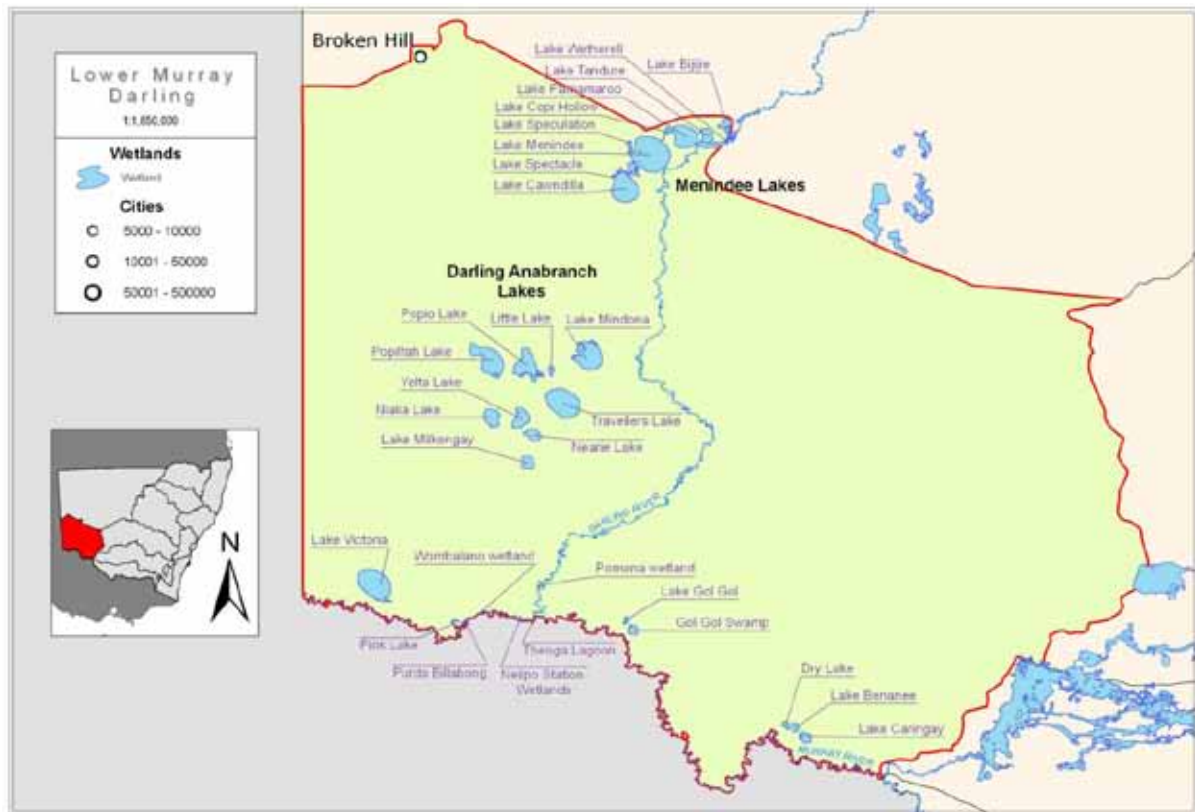 Lower Murray
Darling
1:1,650,000
Wetlands
Wetland
Cities
5000 - 10000
10001 - 50000
50001 - 500000
N
Broken Hill
Lake Wetherell
Lake Bijijie
Lake Tandure
Lake Pamamaroo
Lake Copi Hollow
Lake Speculation
Lake Menindee
Lake Spectacle
Lake Cawndilla
Menindee Lakes
Darling Anabranch
Lakes
Popio Lake
Little Lake
Lake Mindona
Popiltah Lake
Yelta Lake
Nialia Lake
Travellers Lake
Lake Milkengay
Nearie Lake
DARLING RIVER
Lake Victoria
Wombalano wetland
Pomona wetland
Lake Gol Gol
Gol Gol Swamp
Pink Lake
Purda Billabong
Neilpo Station
Wetlands
Thenga Lagoon
Dry Lake
Lake Benanee
Lake Caringay
MURRAY RIVER